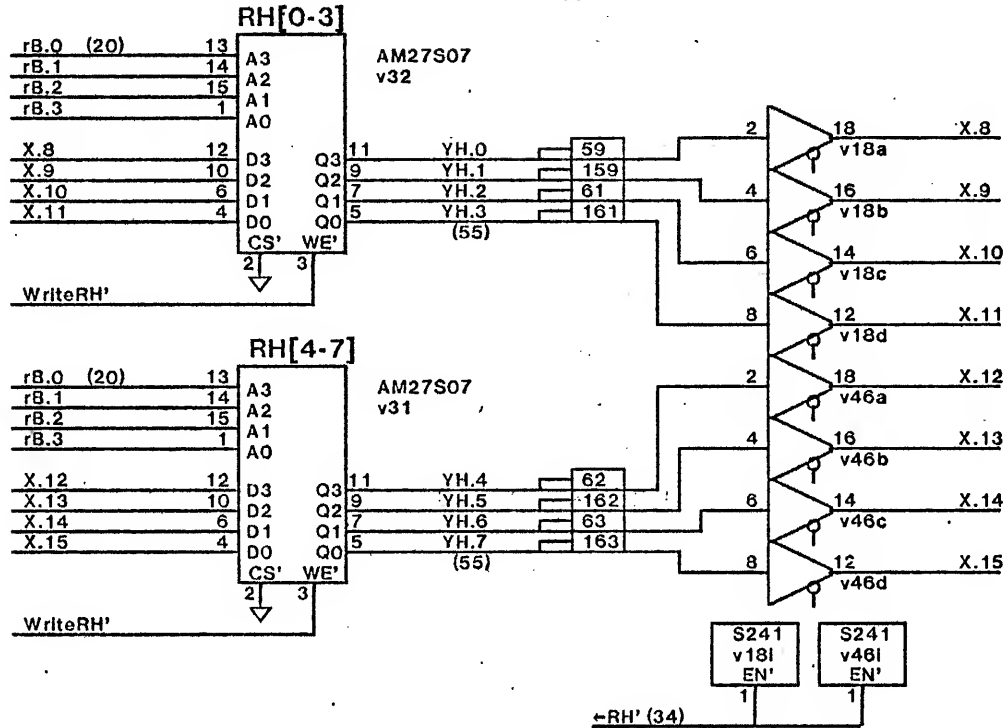 RH[0-3]
rB.0 (20) 13 A3 AM27S07
rB.1 14 A2 v32
rB.2 15 A1
rB.3 1 A0
X.8 12 D3 Q3 11 YH.0 59 2 18 X.8
v18a
X.9 10 D2 Q2 9 YH.1 159
X.10 6 D1 Q1 7 YH.2 61 4 16 X.9
v18b
X.11 4 D0 Q0 5 YH.3 161
(55)
CS' WE'
2 3
6 14 X.10
v18c
WriteRH'
8 12 X.11
v18d
RH[4-7]
rB.0 (20) 13 A3 AM27S07 2 18 X.12
v46a
rB.1 14 A2 v31
rB.2 15 A1
rB.3 1 A0 4 16 X.13
v46b
X.12 12 D3 Q3 11 YH.4 62
X.13 10 D2 Q2 9 YH.5 162
X.14 6 D1 Q1 7 YH.6 63 6 14 X.14
v46c
X.15 4 D0 Q0 5 YH.7 163
(55)
CS' WE'
2 3
8 12 X.15
v46d
WriteRH'
S241 S241
v18i v46i
EN' EN'
1 1
←RH' (34)